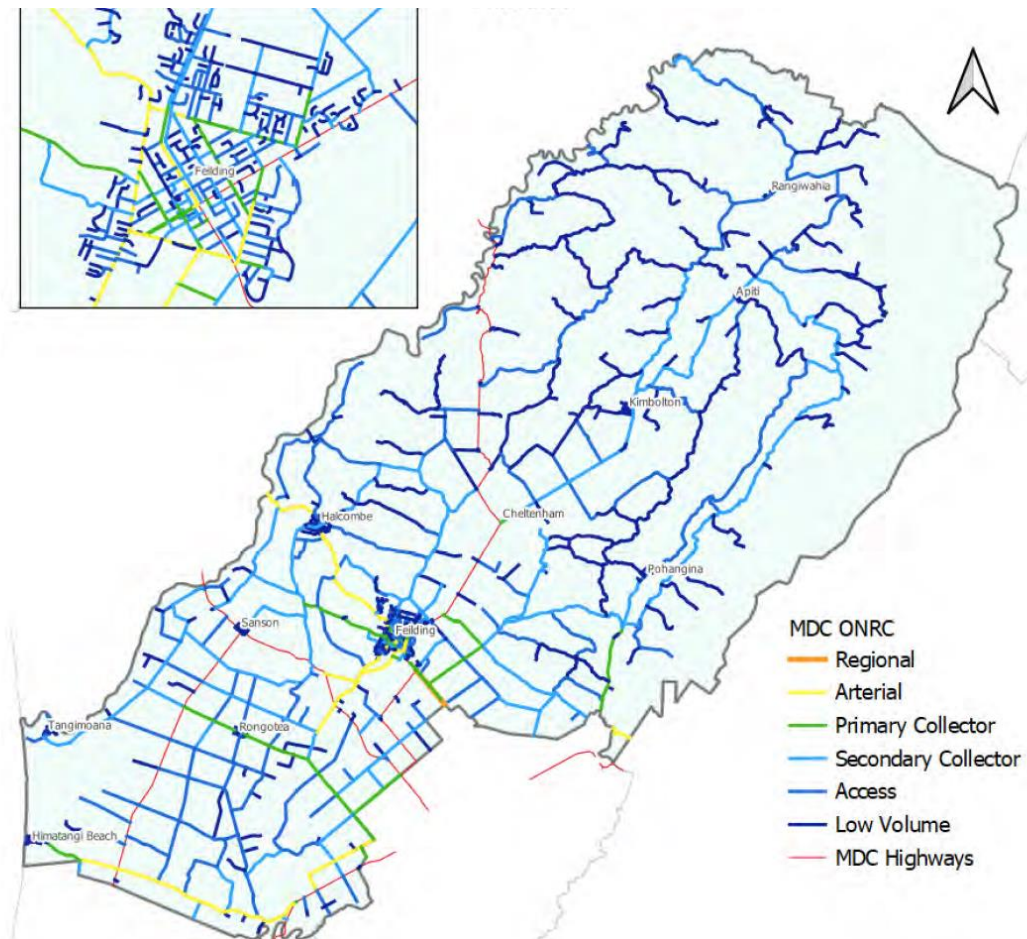 Feilding
Rangiwahia
Apiti
Kimbolton
Cheltenham
Halcombe
Pohangina
Sanson
Feilding
Tangimoana
Rongotea
Himatangi Beach
MDC ONRC
Regional
Arterial
Primary Collector
Secondary Collector
Access
Low Volume
MDC Highways